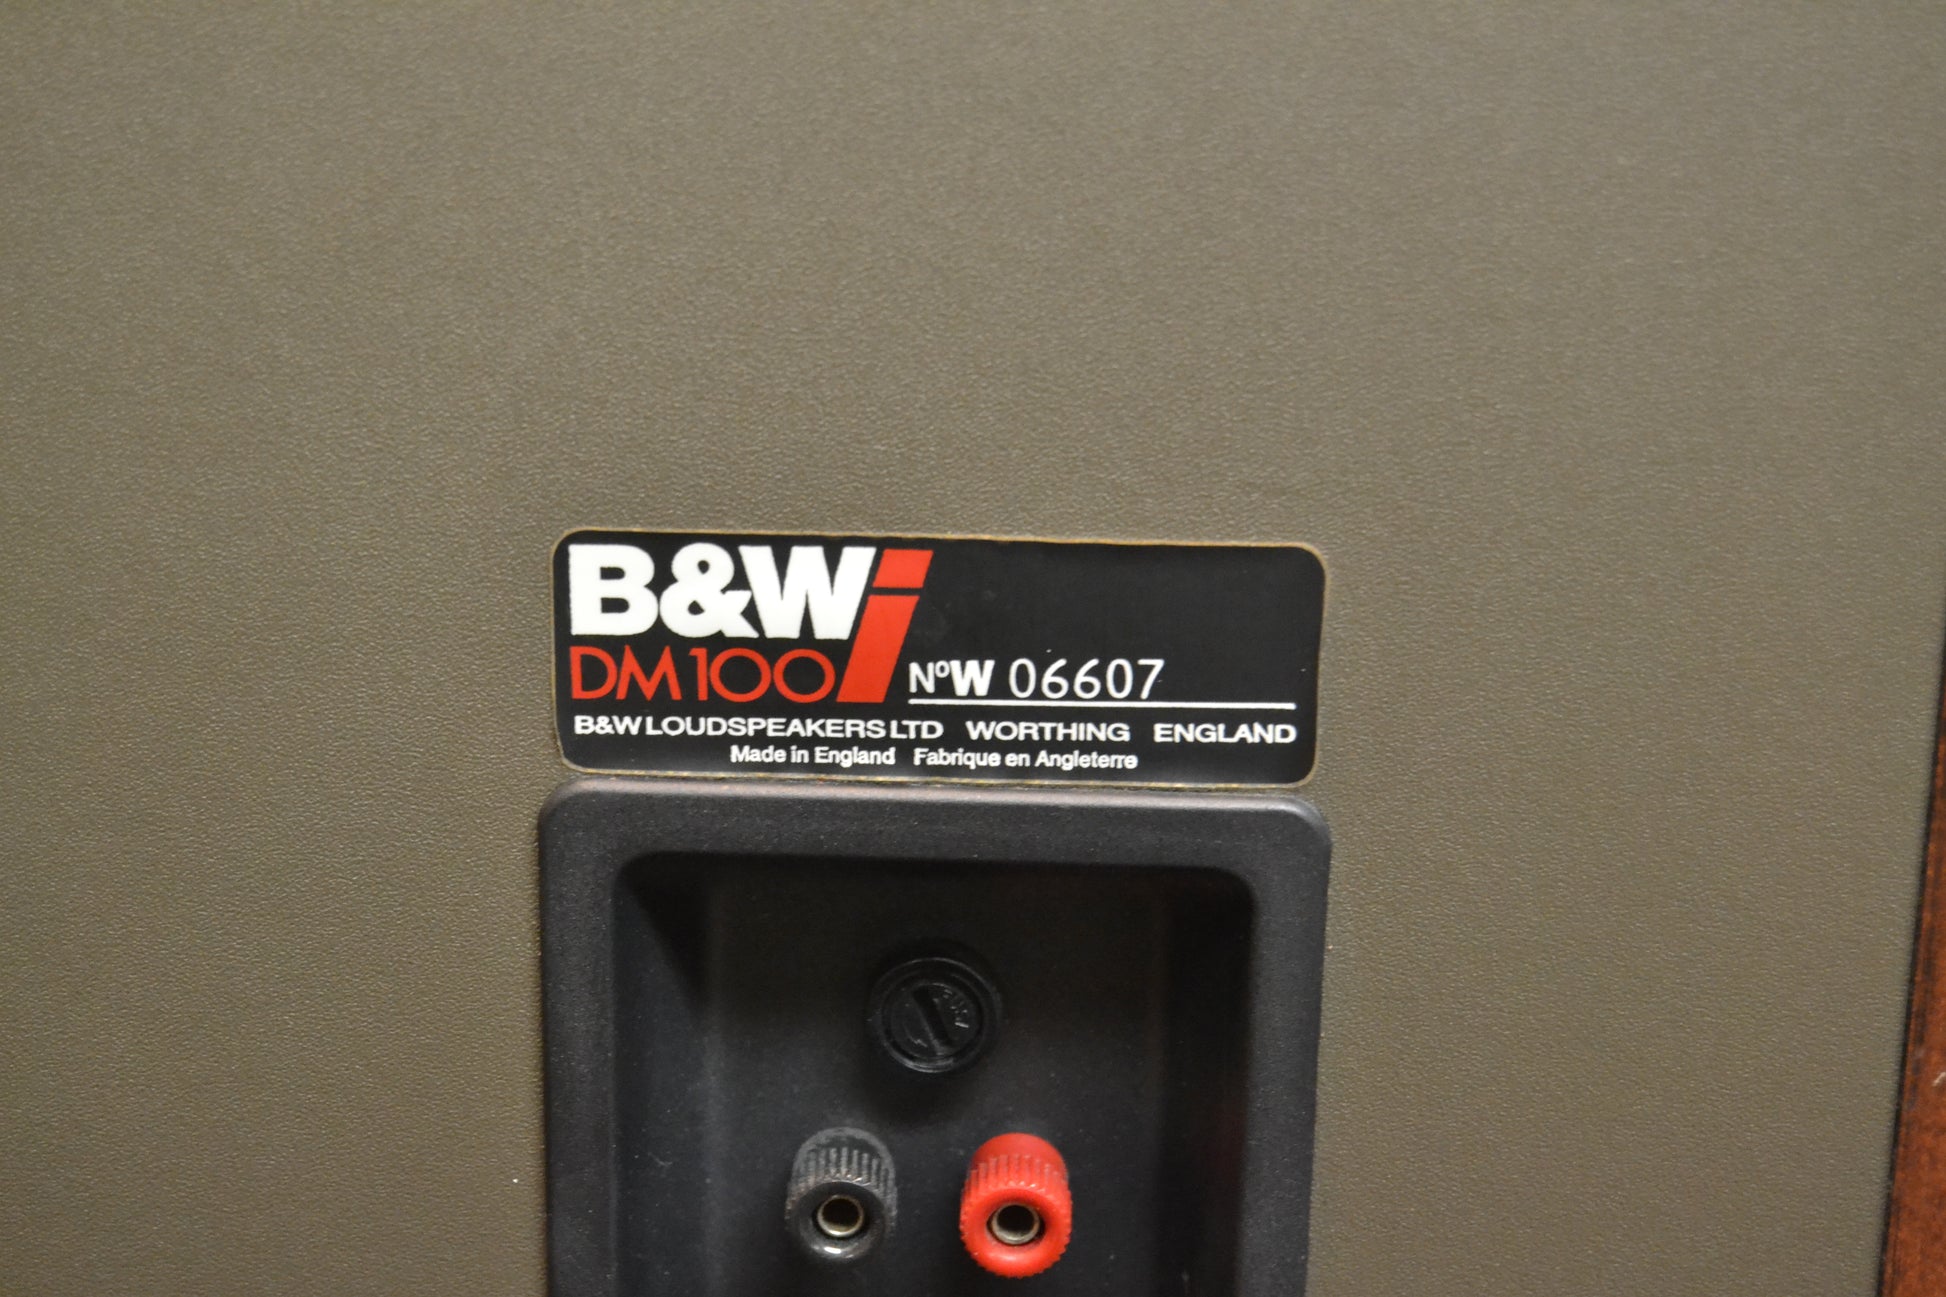 B&W i
DM100 NºW 06607
B&W LOUDSPEAKERS LTD WORTHING ENGLAND
Made in England Fabrique en Angleterre